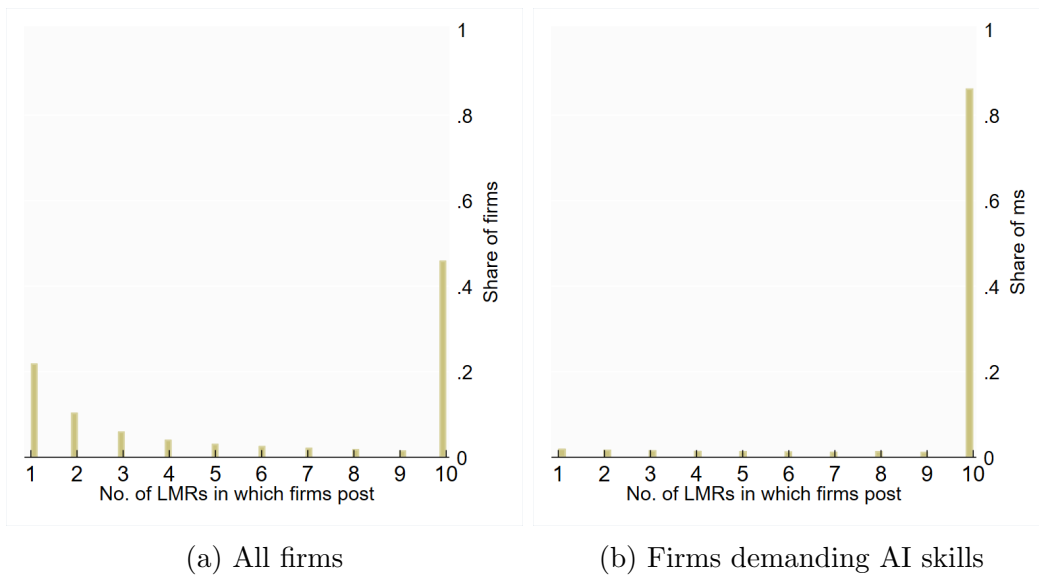 1
.8
.6
.4
.2
0
Share of firms
1 2 3 4 5 6 7 8 9 10
No. of LMRs in which firms post
(a) All firms
1
.8
.6
.4
.2
0
Share of ms
1 2 3 4 5 6 7 8 9 10
No. of LMRs in which firms post
(b) Firms demanding AI skills